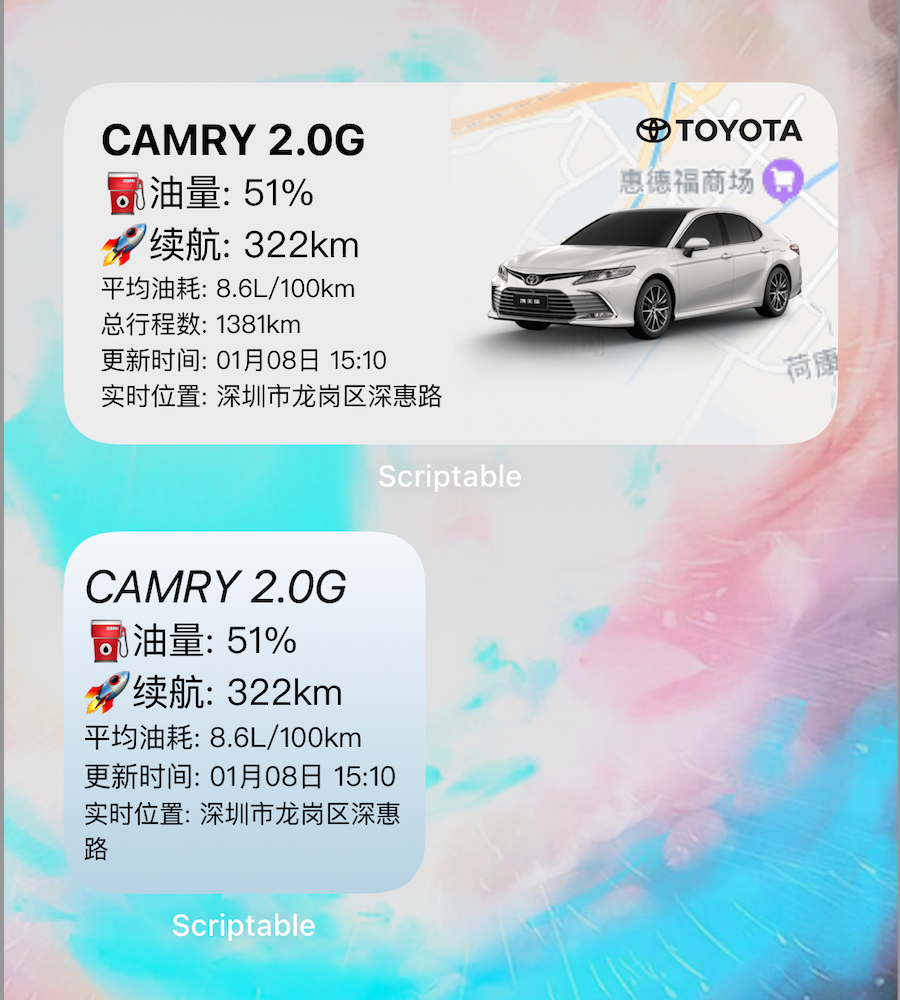 CAMRY 2.0G
油量: 51%
续航: 322km
平均油耗: 8.6L/100km
总行程数: 1381km
更新时间: 01月08日 15:10
实时位置: 深圳市龙岗区深惠路
TOYOTA
惠德福商场
荷康
Scriptable
CAMRY 2.0G
油量: 51%
续航: 322km
平均油耗: 8.6L/100km
更新时间: 01月08日 15:10
实时位置: 深圳市龙岗区深惠
路
Scriptable